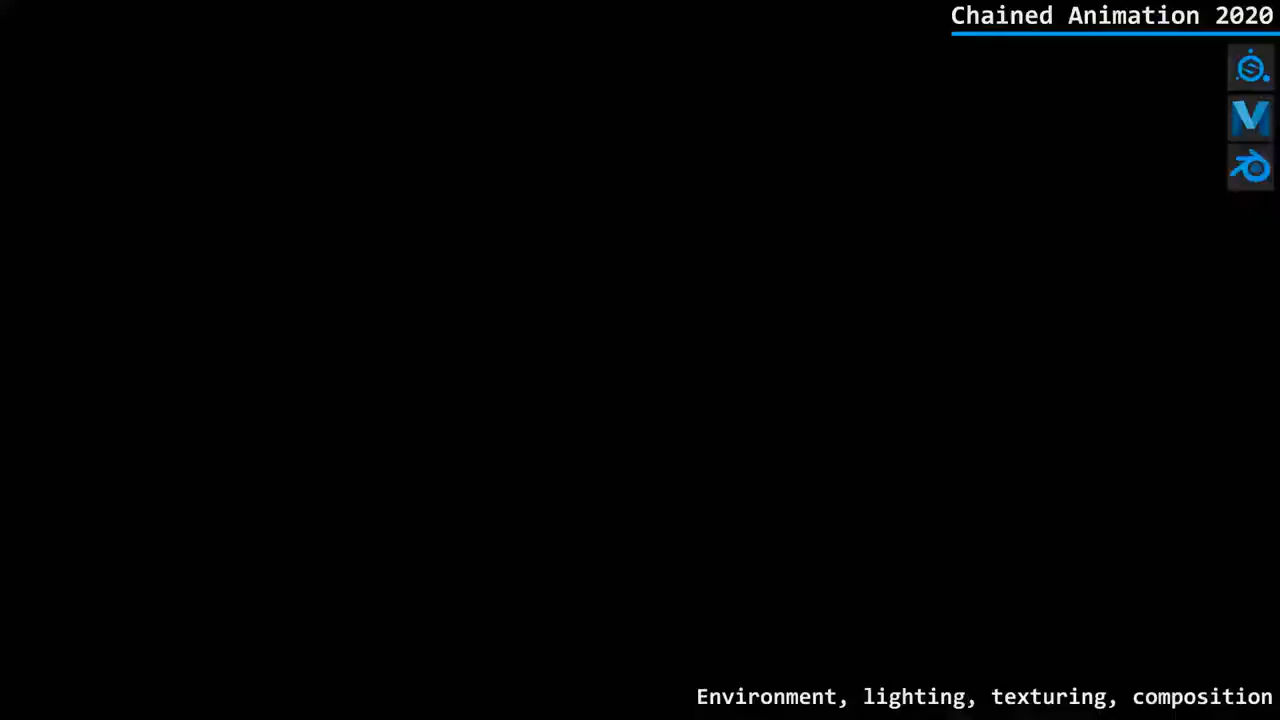 Chained Animation 2020
Environment, lighting, texturing, composition